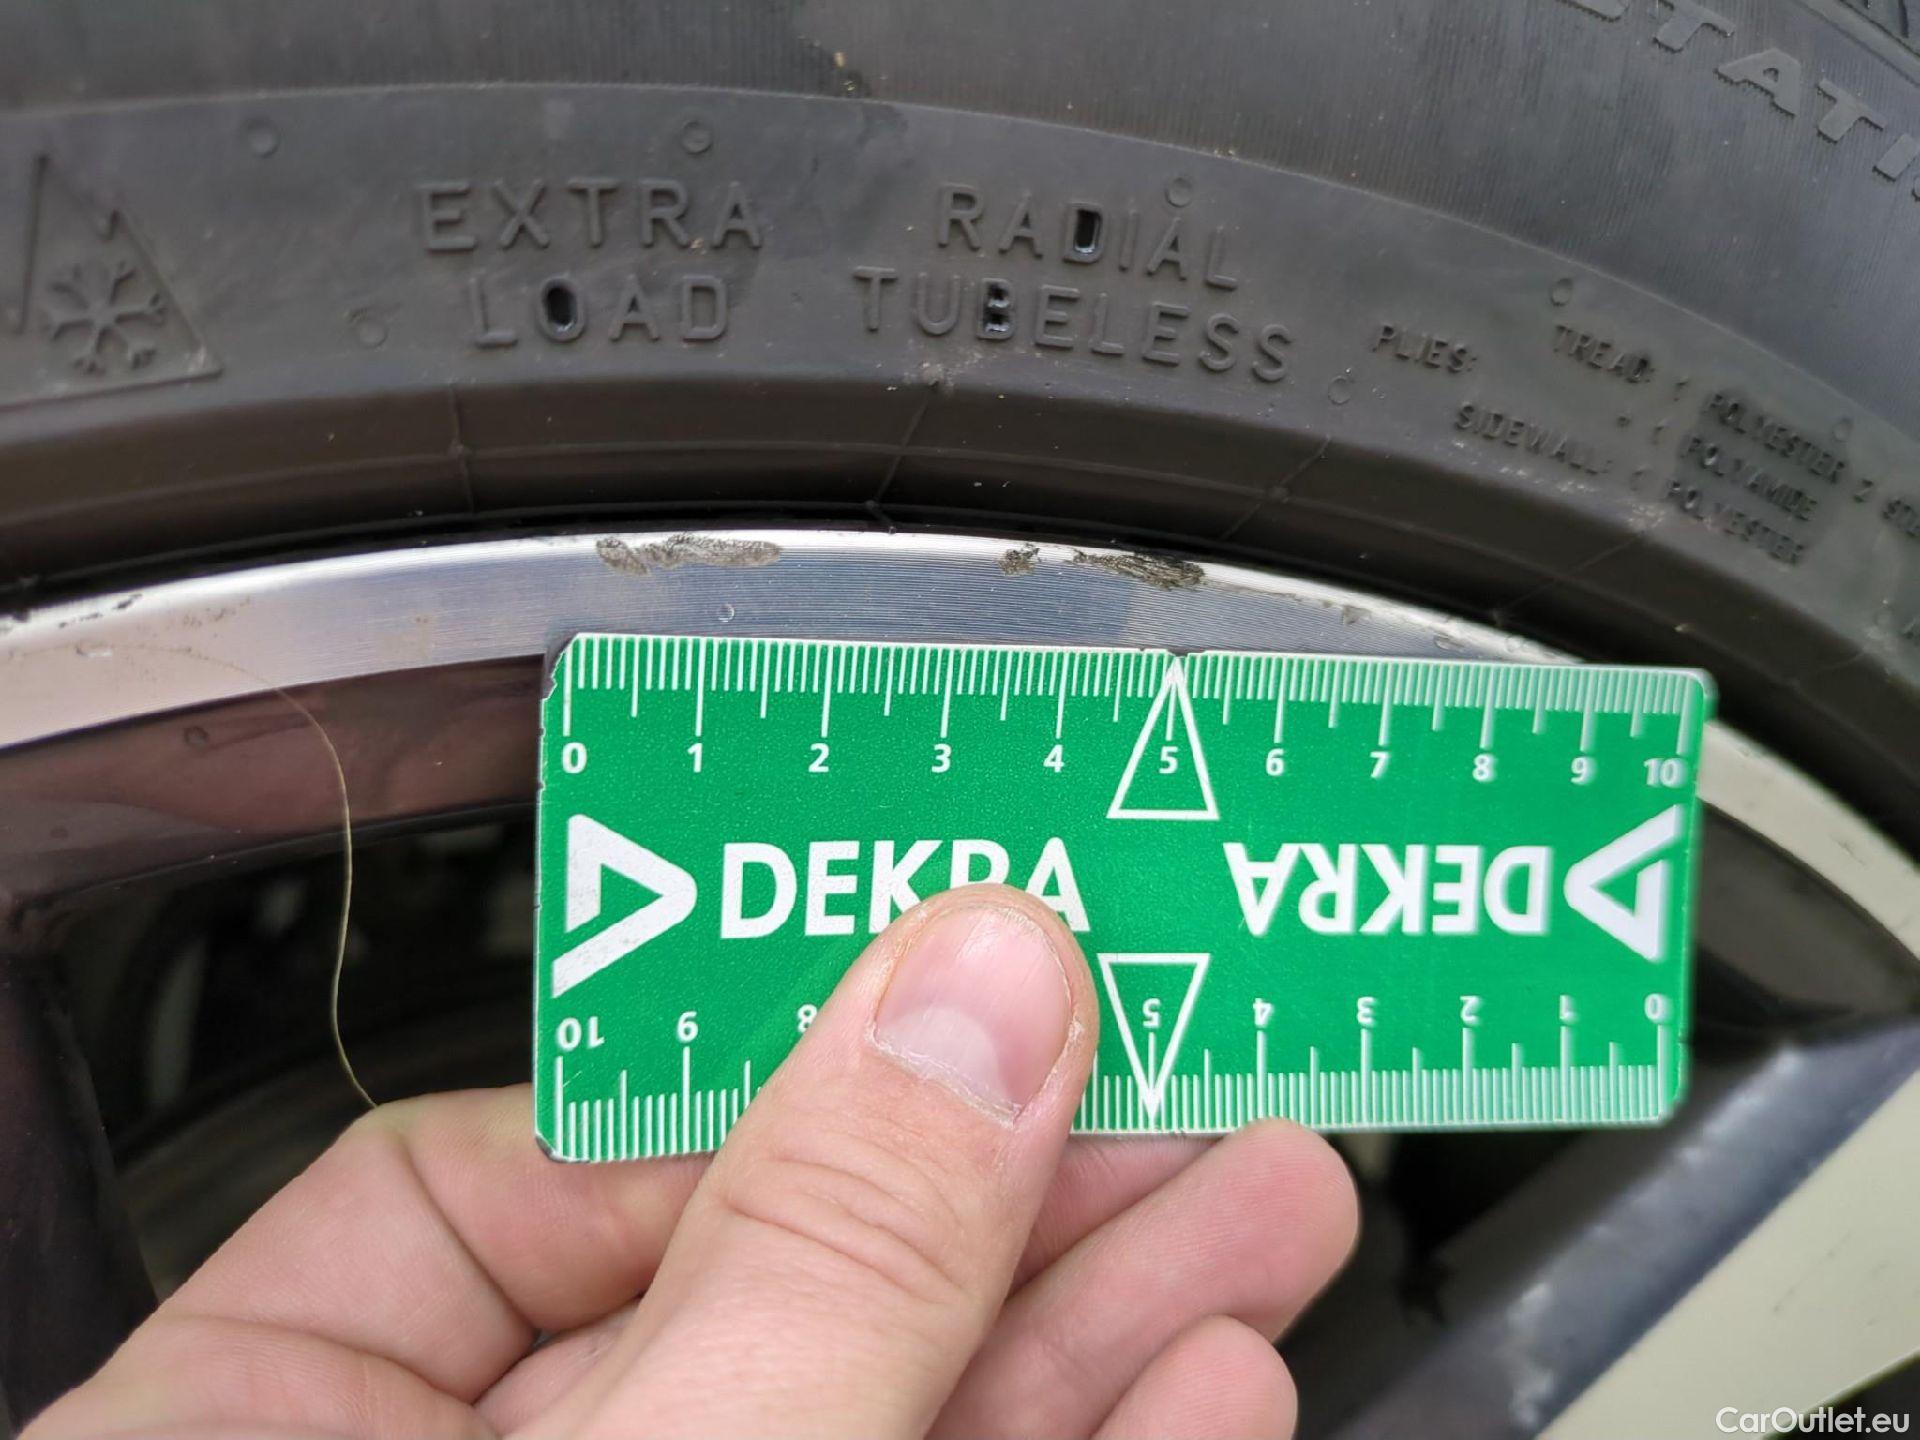 EXTRA
LOAD
RADIAL
TUBELESS
PLIES: TREAD: 1 POLYESTER 2
1 POLYAMIDE
SIDEWALL: 1 POLYESTER
0 1 2 3 4 5 6 7 8 9 10
DEKRA
DEKRA
10 9 8 5 4 3 2 1 0
CarOutlet.eu